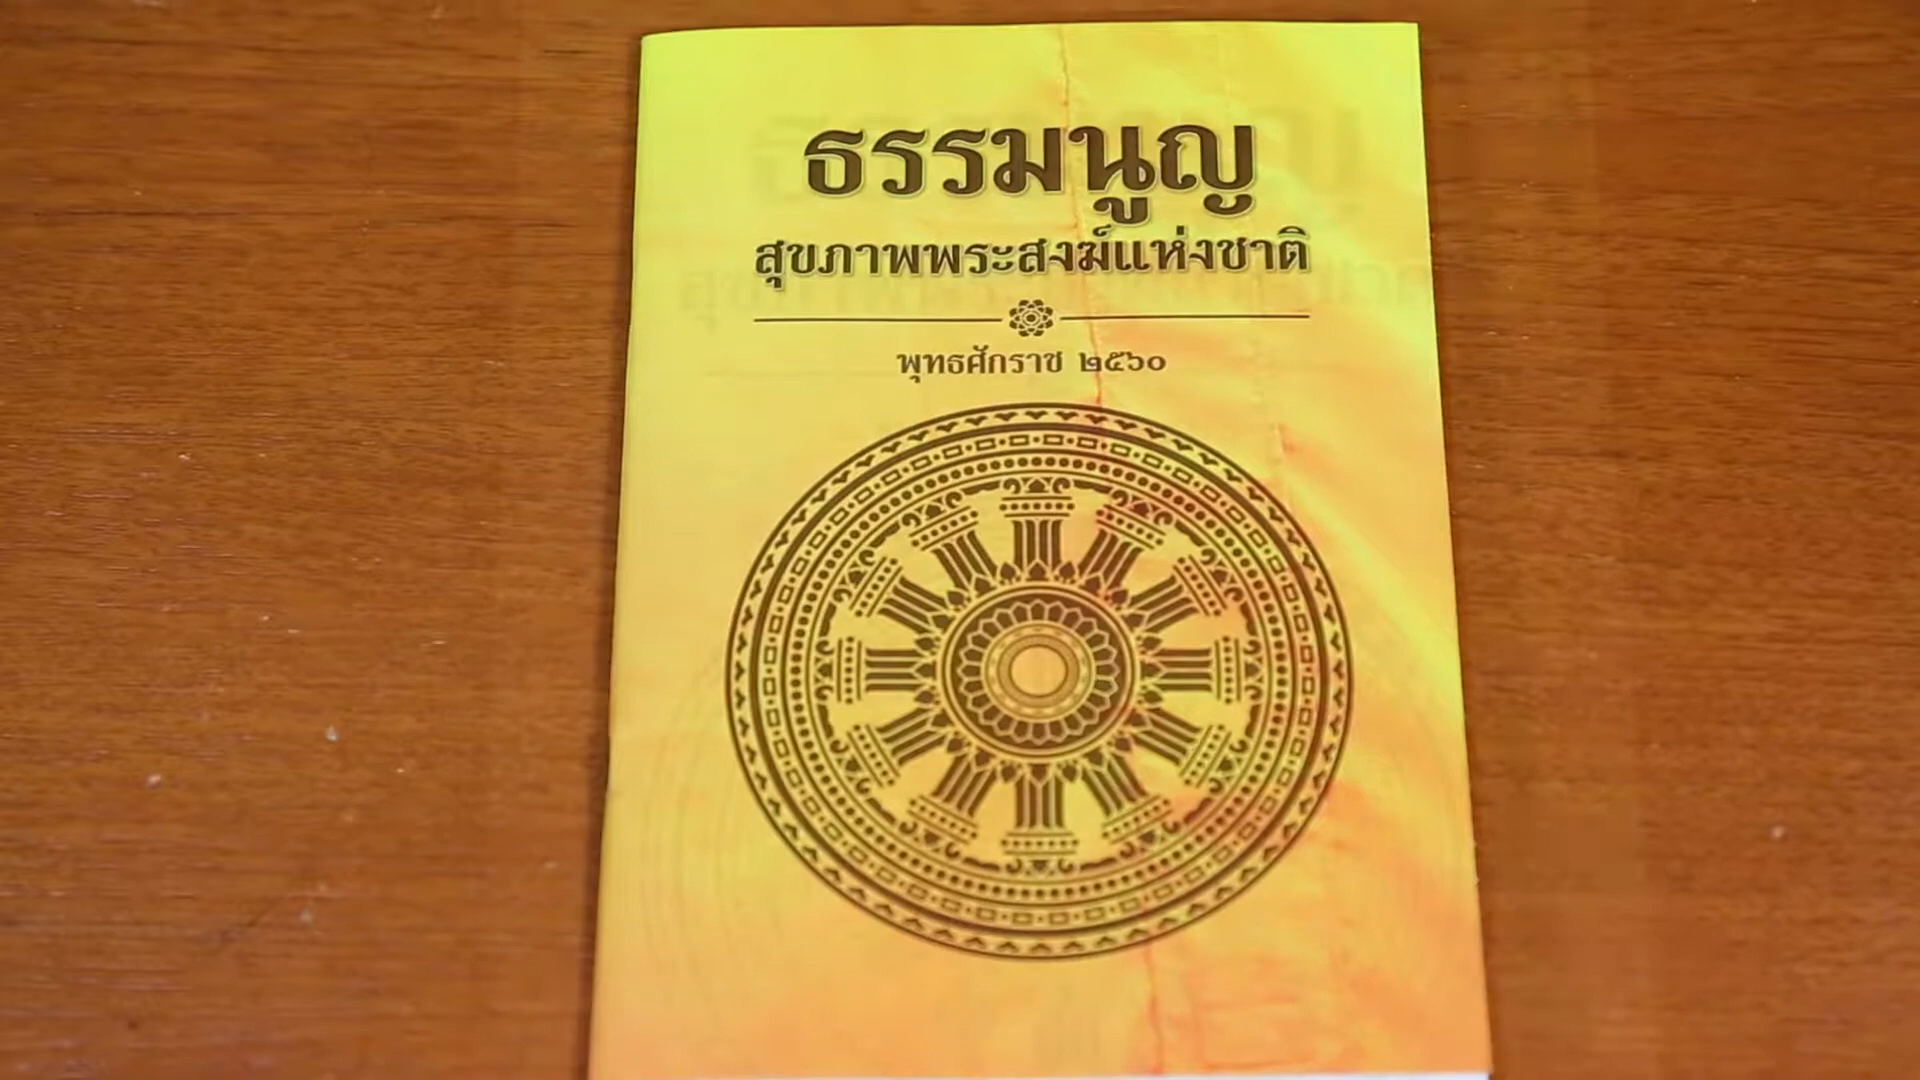 ธรรมนูญ
สุขภาพพระสงฆ์แห่งชาติ
พุทธศักราช ๒๕๖๐